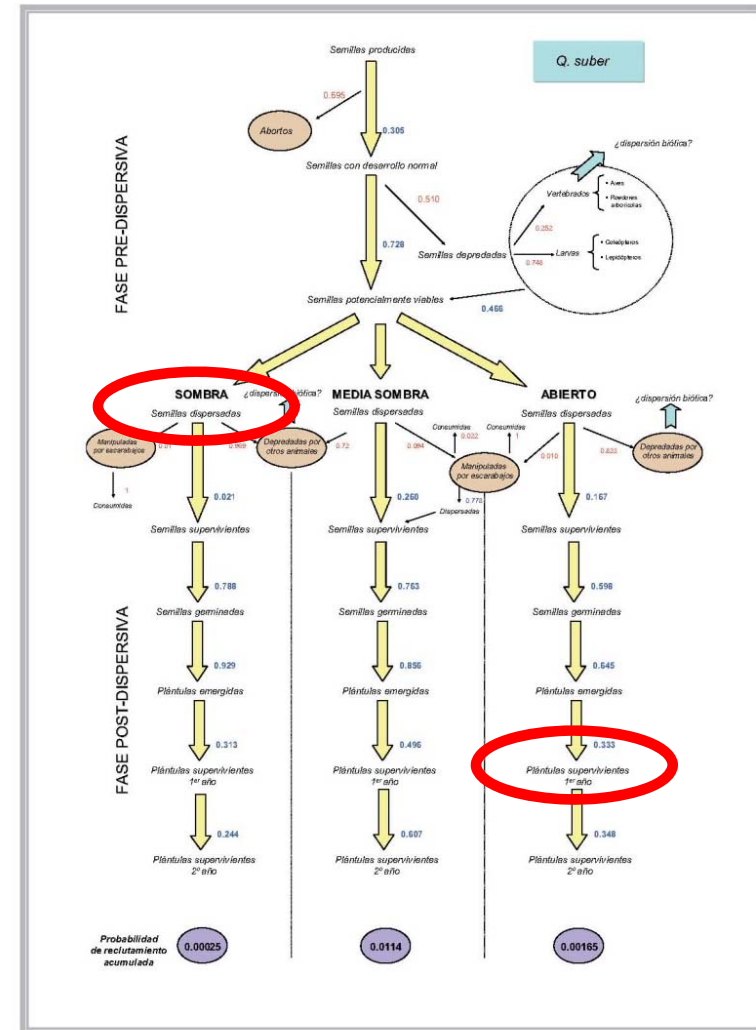 Semillas producidas
Q. suber
0.695
Abortos
0.305
¿dispersión biótica?
Semillas con desarrollo normal
FASE PRE-DISPERSIVA
0.510
Vertebrados
• Aves
• Roedores
arborícolas
0.252
0.728
Semillas depredadas
0.748
Larvas
• Coleópteros
• Lepidópteros
Semillas potencialmente viables
0.466
SOMBRA
¿dispersión biótica?
MEDIA SOMBRA
ABIERTO
¿dispersión biótica?
Semillas dispersadas
Semillas dispersadas
Semillas dispersadas
Manipuladas
por escarabajos
0.969
Depredadas por
otros animales
0.72
0.094
Consumidas
0.022
Consumidas
1
0.010
0.823
Depredadas por
otros animales
Manipuladas
por escarabajos
1
Consumidas
0.021
0.260
0.778
Dispersadas
0.167
Semillas supervivientes
Semillas supervivientes
Semillas supervivientes
0.788
0.763
0.598
FASE POST-DISPERSIVA
Semillas germinadas
Semillas germinadas
Semillas germinadas
0.929
0.856
0.645
Plántulas emergidas
Plántulas emergidas
Plántulas emergidas
0.313
0.496
0.333
Plántulas supervivientes
1er año
Plántulas supervivientes
1er año
Plántulas supervivientes
1er año
0.244
0.607
0.348
Plántulas supervivientes
2º año
Plántulas supervivientes
2º año
Plántulas supervivientes
2º año
Probabilidad
de reclutamiento
acumulada
0.00025
0.0114
0.00165